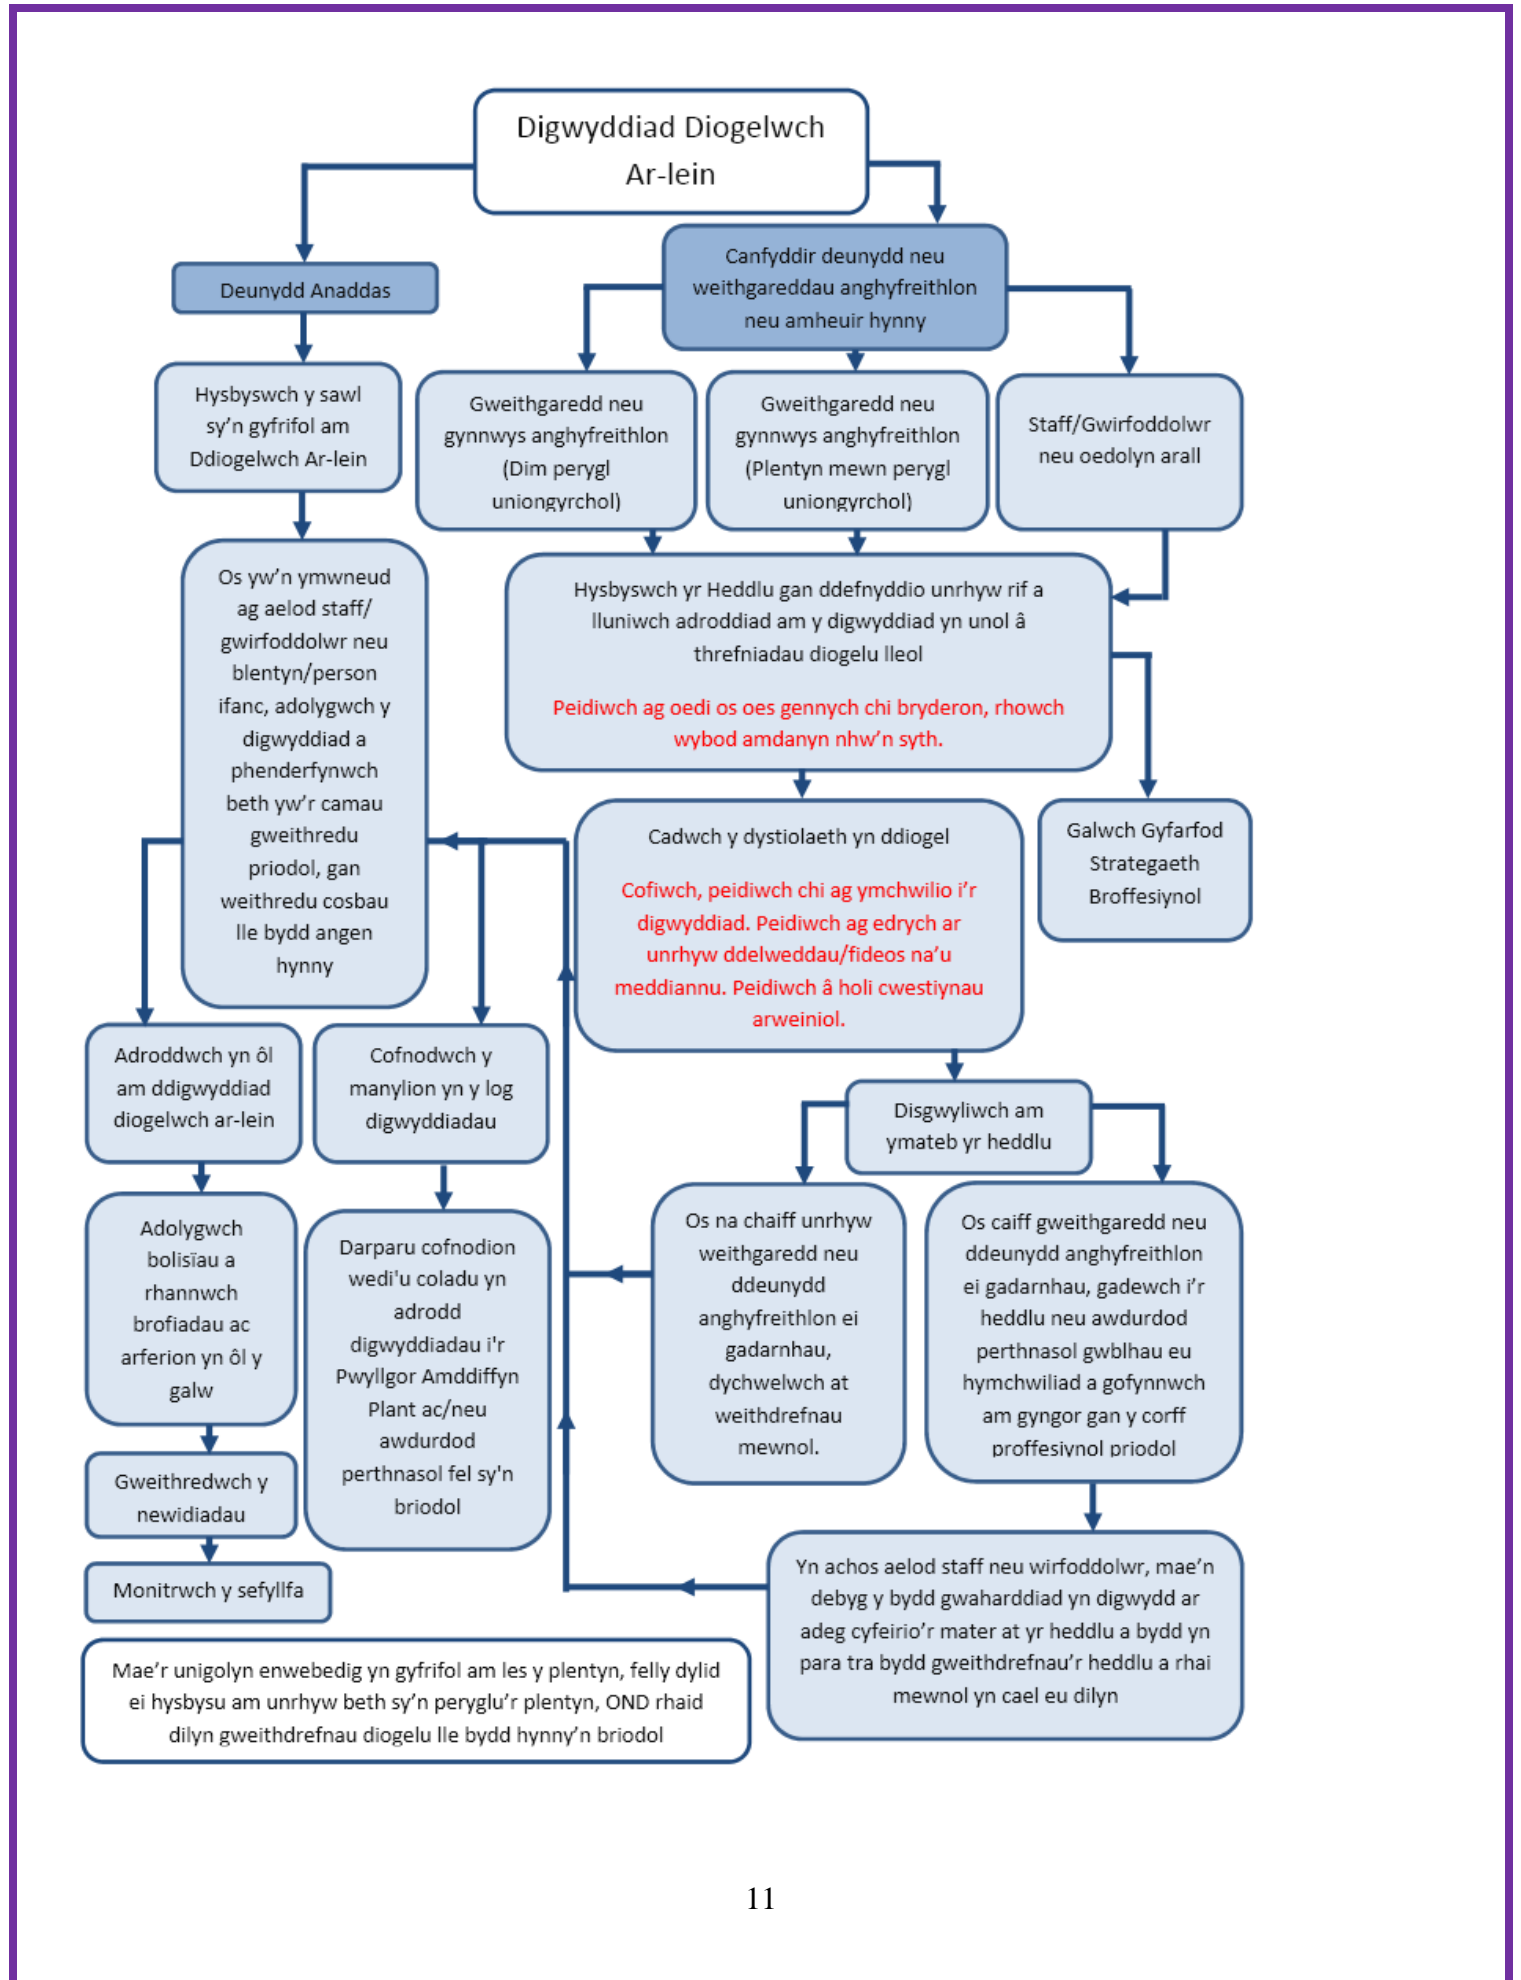 Digwyddiad Diogelwch
Ar-lein
Deunydd Anaddas
Canfyddir deunydd neu
weithgareddau anghyfreithlon
neu amheuir hynny
Hysbyswch y sawl
sy'n gyfrifol am
Ddiogelwch Ar-lein
Gweithgaredd neu
gynnwys anghyfreithlon
(Dim perygl
uniongyrchol)
Gweithgaredd neu
gynnwys anghyfreithlon
(Plentyn mewn perygl
uniongyrchol)
Staff/Gwirfoddolwr
neu oedolyn arall
Os yw'n ymwneud
ag aelod staff/
gwirfoddolwr neu
blentyn/person
ifanc, adolygwch y
digwyddiad a
phenderfynwch
beth yw'r camau
gweithredu
priodol, gan
weithredu cosbau
lle bydd angen
hynny
Hysbyswch yr Heddlu gan ddefnyddio unrhyw rif a
lluniwch adroddiad am y digwyddiad yn unol â
threfniadau diogelu lleol
Peidiwch ag oedi os oes gennych chi bryderon, rhowch
wybod amdanyn nhw'n syth.
Cadwch y dystiolaeth yn ddiogel
Cofiwch, peidiwch chi ag ymchwilio i'r
digwyddiad. Peidiwch ag edrych ar
unrhyw ddelweddau/fideos na'u
meddiannu. Peidiwch â holi cwestiynau
arweiniol.
Galwch Gyfarfod
Strategaeth
Broffesiynol
Adroddwch yn ôl
am ddigwyddiad
diogelwch ar-lein
Cofnodwch y
manylion yn y log
digwyddiadau
Disgwyliwch am
ymateb yr heddlu
Adolygwch
bolisïau a
rhannwch
brofiadau ac
arferion yn ôl y
galw
Darparu cofnodion
wedi'u coladu yn
adrodd
digwyddiadau i'r
Pwyllgor Amddiffyn
Plant ac/neu
awdurdod
perthnasol fel sy'n
briodol
Os na chaiff unrhyw
weithgaredd neu
ddeunydd
anghyfreithlon ei
gadarnhau,
dychwelwch at
weithdrefnau
mewnol.
Os caiff gweithgaredd neu
ddeunydd anghyfreithlon
ei gadarnhau, gadewch i'r
heddlu neu awdurdod
perthnasol gwblhau eu
hymchwiliad a gofynnwch
am gyngor gan y corff
proffesiynol priodol
Gweithredwch y
newidiadau
Monitrwch y sefyllfa
Yn achos aelod staff neu wirfoddolwr, mae'n
debyg y bydd gwaharddiad yn digwydd ar
adeg cyfeirio'r mater at yr heddlu a bydd yn
para tra bydd gweithdrefnau'r heddlu a rhai
mewnol yn cael eu dilyn
Mae'r unigolyn enwebedig yn gyfrifol am les y plentyn, felly dylid
ei hysbysu am unrhyw beth sy'n peryglu'r plentyn, OND rhaid
dilyn gweithdrefnau diogelu lle bydd hynny'n briodol
11